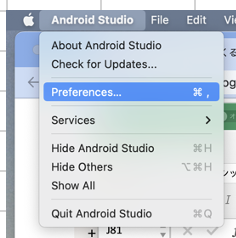 Android Studio File Edit
About Android Studio
Check for Updates...
Preferences... ⌘ ,
Services
Hide Android Studio ⌘H
Hide Others ⌥⌘H
Show All
Quit Android Studio ⌘Q
J81